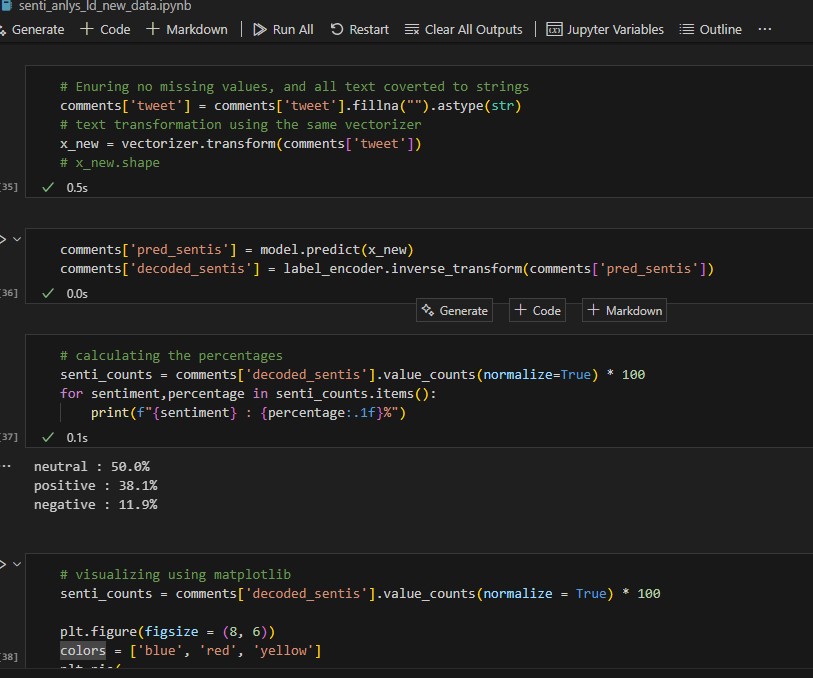 senti_anlys_ld_new_data.ipynb
Generate + Code + Markdown Run All Restart Clear All Outputs Jupyter Variables Outline ...
# Enuring no missing values, and all text coverted to strings
comments['tweet'] = comments['tweet'].fillna("").astype(str)
# text transformation using the same vectorizer
x_new = vectorizer.transform(comments['tweet'])
# x_new.shape
35] 0.5s
comments['pred_sentis'] = model.predict(x_new)
comments['decoded_sentis'] = label_encoder.inverse_transform(comments['pred_sentis'])
36] 0.0s
Generate + Code + Markdown
# calculating the percentages
senti_counts = comments['decoded_sentis'].value_counts(normalize=True) * 100
for sentiment,percentage in senti_counts.items():
    print(f"{sentiment} : {percentage:.1f}%")
37] 0.1s
neutral : 50.0%
positive : 38.1%
negative : 11.9%
# visualizing using matplotlib
senti_counts = comments['decoded_sentis'].value_counts(normalize = True) * 100
plt.figure(figsize = (8, 6))
colors = ['blue', 'red', 'yellow']
38]